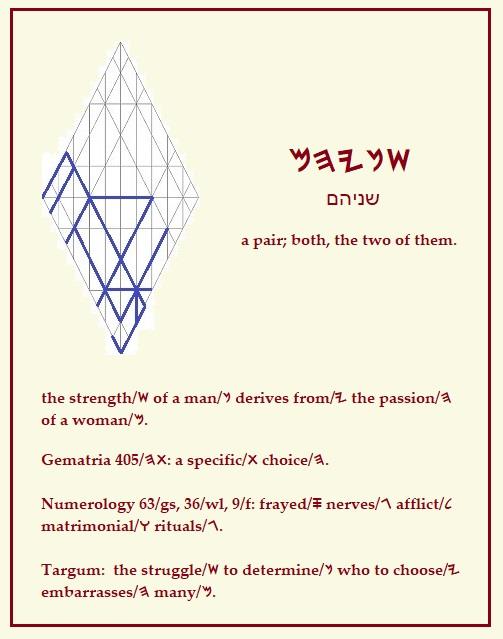 𐤔𐤍𐤉𐤄𐤌
שניהם
a pair; both, the two of them.
the strength/𐤔 of a man/𐤍 derives from/𐤉 the passion/𐤄
of a woman/𐤌.
Gematria 405/𐤕𐤄: a specific/𐤕 choice/𐤄.
Numerology 63/gs, 36/wl, 9/f: frayed/𐤎 nerves/𐤂 afflict/𐤋
matrimonial/𐤅 rituals/𐤂.
Targum: the struggle/𐤔 to determine/𐤍 who to choose/𐤉
embarrasses/𐤄 many/𐤌.